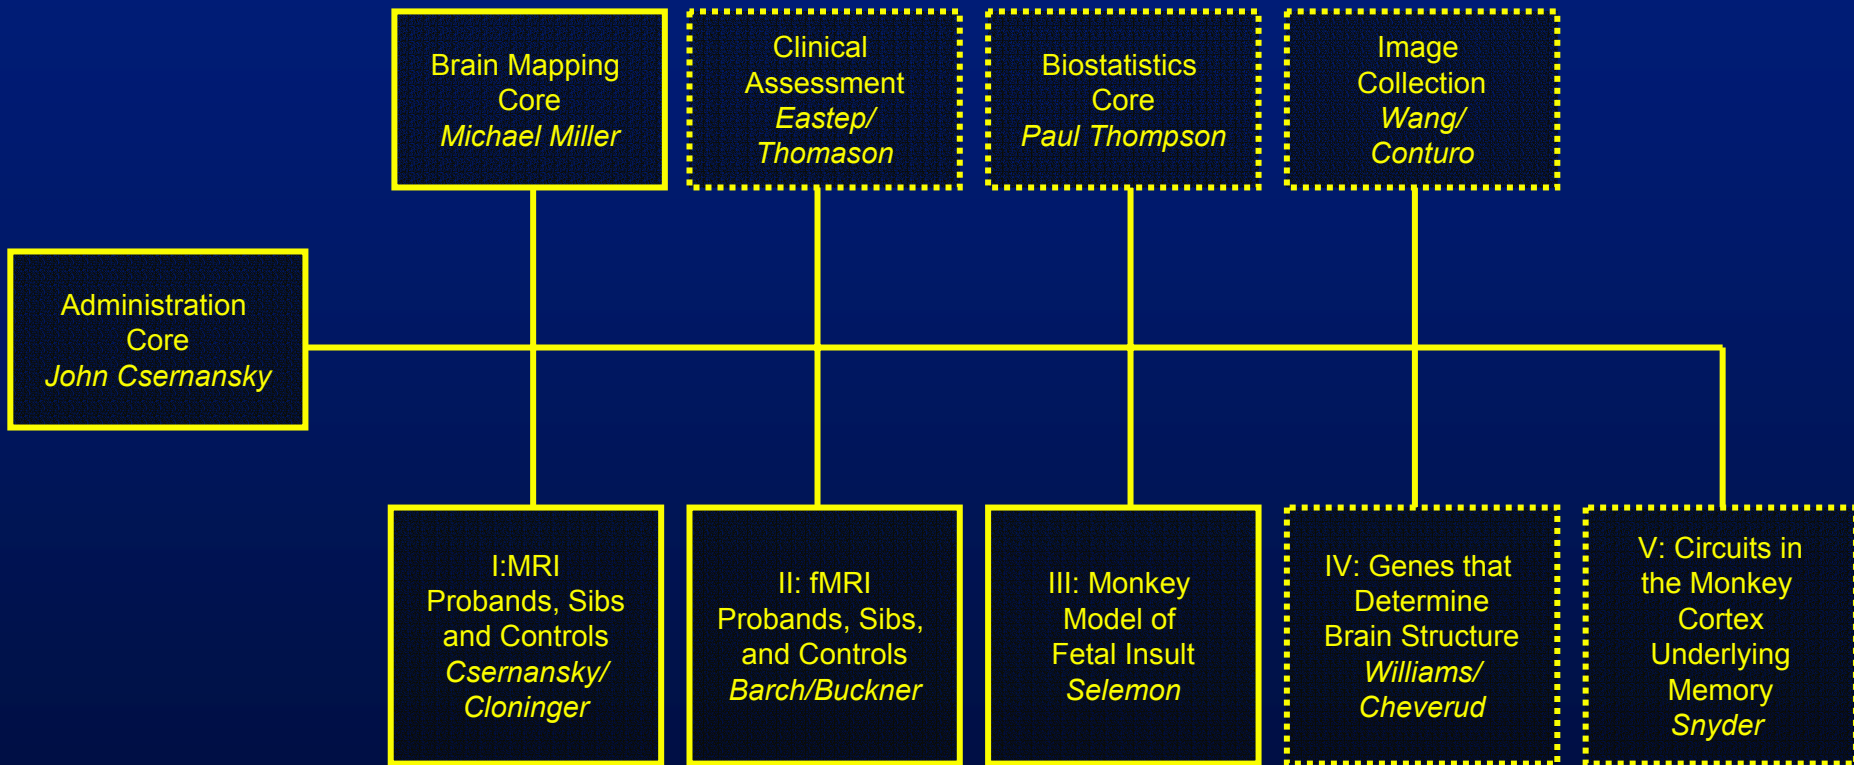 Brain Mapping
Core
Michael Miller
Clinical
Assessment
Eastep/
Thomason
Biostatistics
Core
Paul Thompson
Image
Collection
Wang/
Conturo
Administration
Core
John Csernansky
I:MRI
Probands, Sibs
and Controls
Csernansky/
Cloninger
II: fMRI
Probands, Sibs,
and Controls
Barch/Buckner
III: Monkey
Model of
Fetal Insult
Selemon
IV: Genes that
Determine
Brain Structure
Williams/
Cheverud
V: Circuits in
the Monkey
Cortex
Underlying
Memory
Snyder